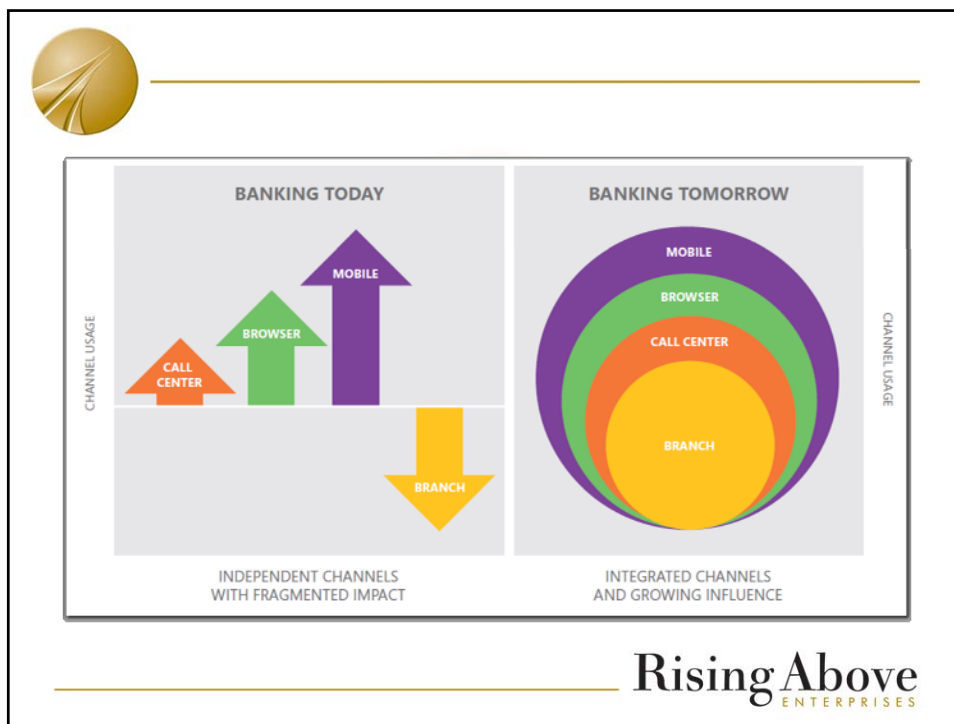 BANKING TODAY
CHANNEL USAGE
CALL
CENTER
BROWSER
MOBILE
BRANCH
INDEPENDENT CHANNELS
WITH FRAGMENTED IMPACT
BANKING TOMORROW
MOBILE
BROWSER
CALL CENTER
BRANCH
CHANNEL USAGE
INTEGRATED CHANNELS
AND GROWING INFLUENCE
Rising Above
ENTERPRISES